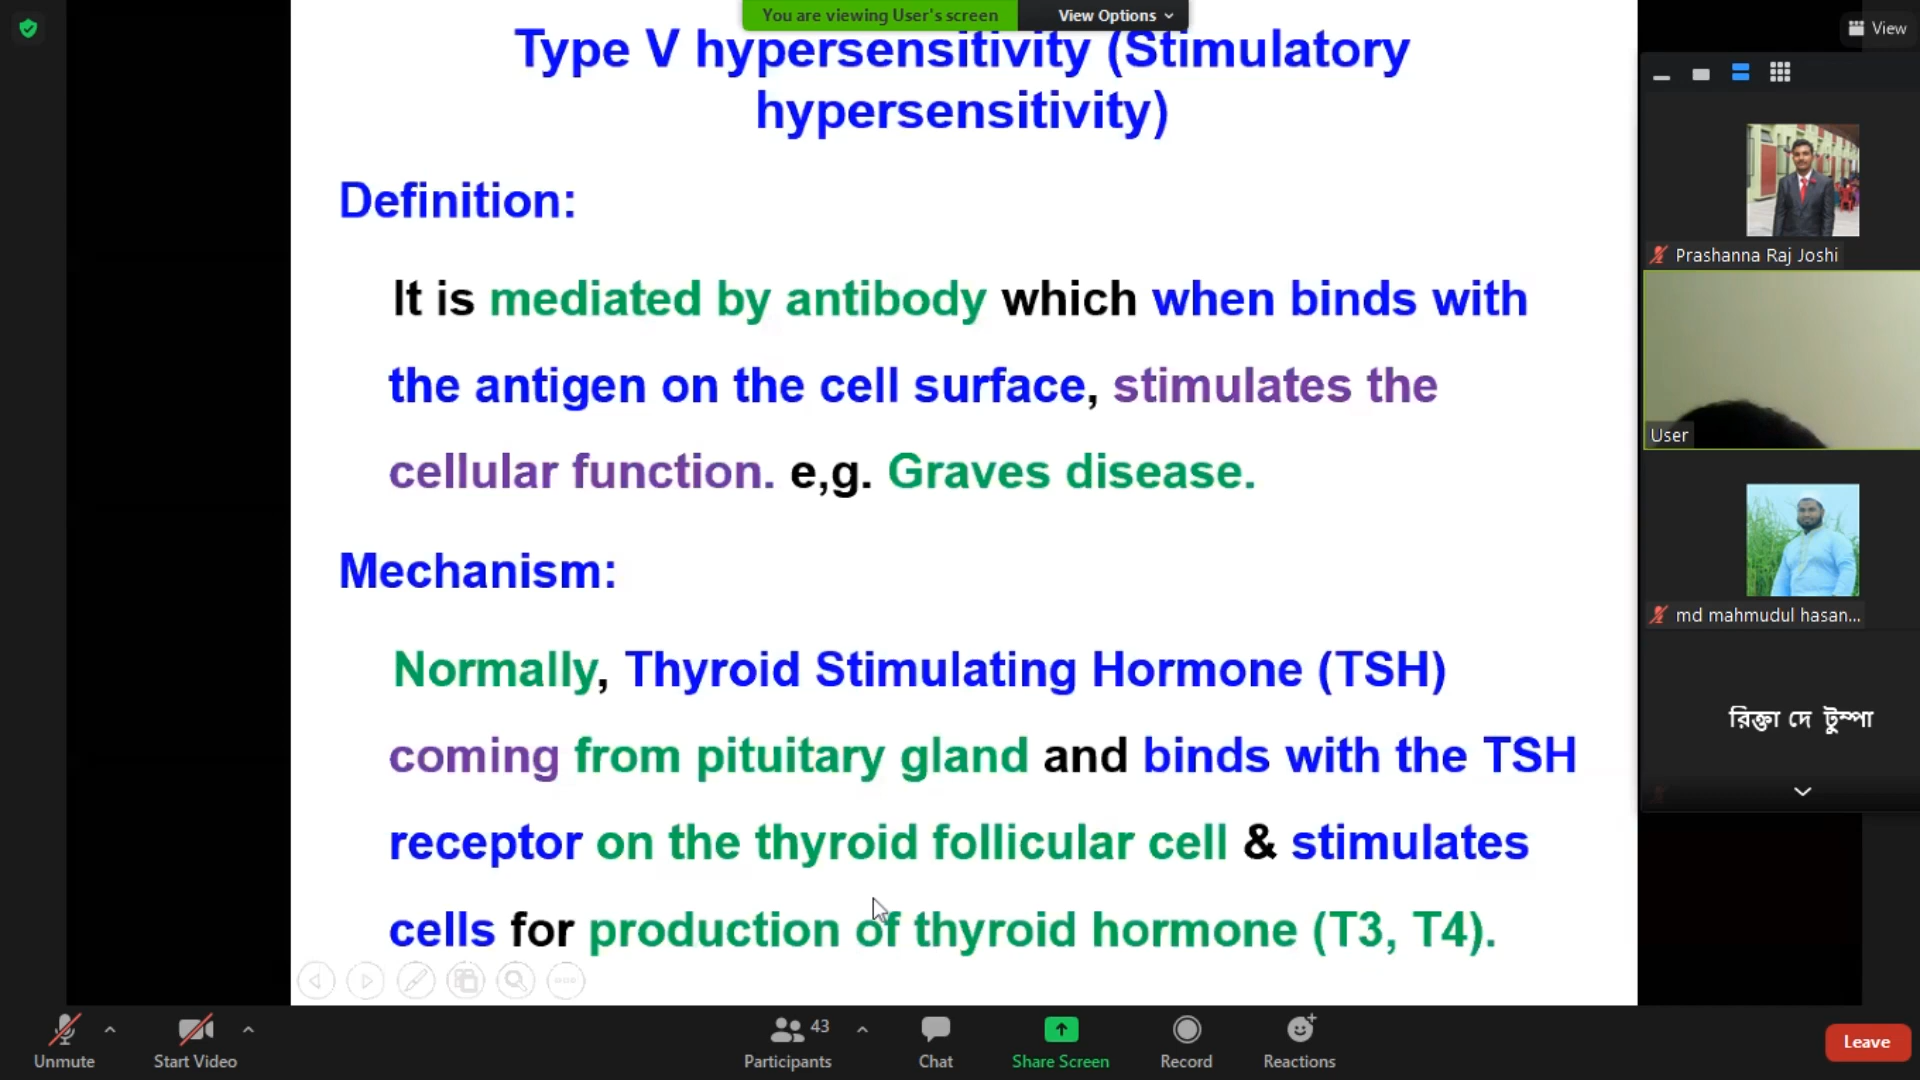 You are viewing User's screen
View Options
View
Type V hypersensitivity (Stimulatory
hypersensitivity)
Definition:
It is mediated by antibody which when binds with
the antigen on the cell surface, stimulates the
cellular function. e,g. Graves disease.
Mechanism:
Normally, Thyroid Stimulating Hormone (TSH)
coming from pituitary gland and binds with the TSH
receptor on the thyroid follicular cell & stimulates
cells for production of thyroid hormone (T3, T4).
Prashanna Raj Joshi
User
md mahmudul hasan...
রিক্তা দে টুম্পা
Unmute
Start Video
43
Participants
Chat
Share Screen
Record
Reactions
Leave